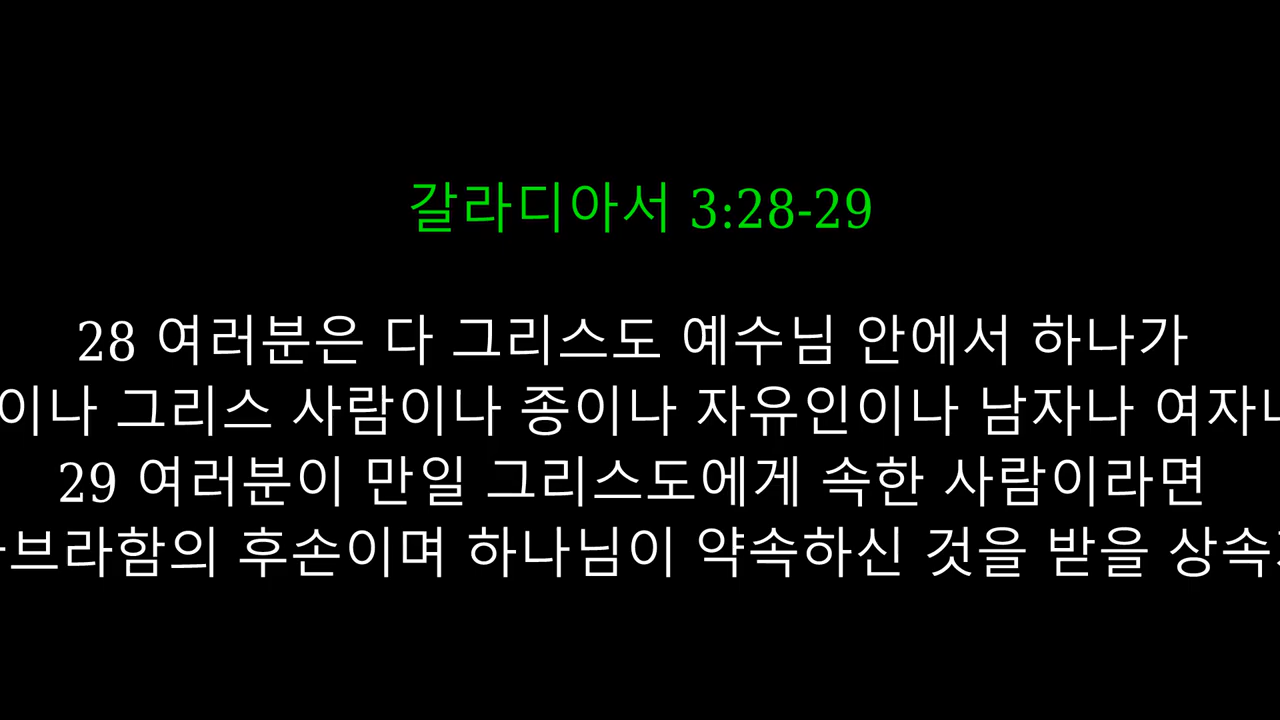 갈라디아서 3:28-29
28 여러분은 다 그리스도 예수님 안에서 하나가
이나 그리스 사람이나 종이나 자유인이나 남자나
29 여러분이 만일 그리스도에게 속한 사람이라면
브라함의 후손이며 하나님이 약속하신 것을 받을